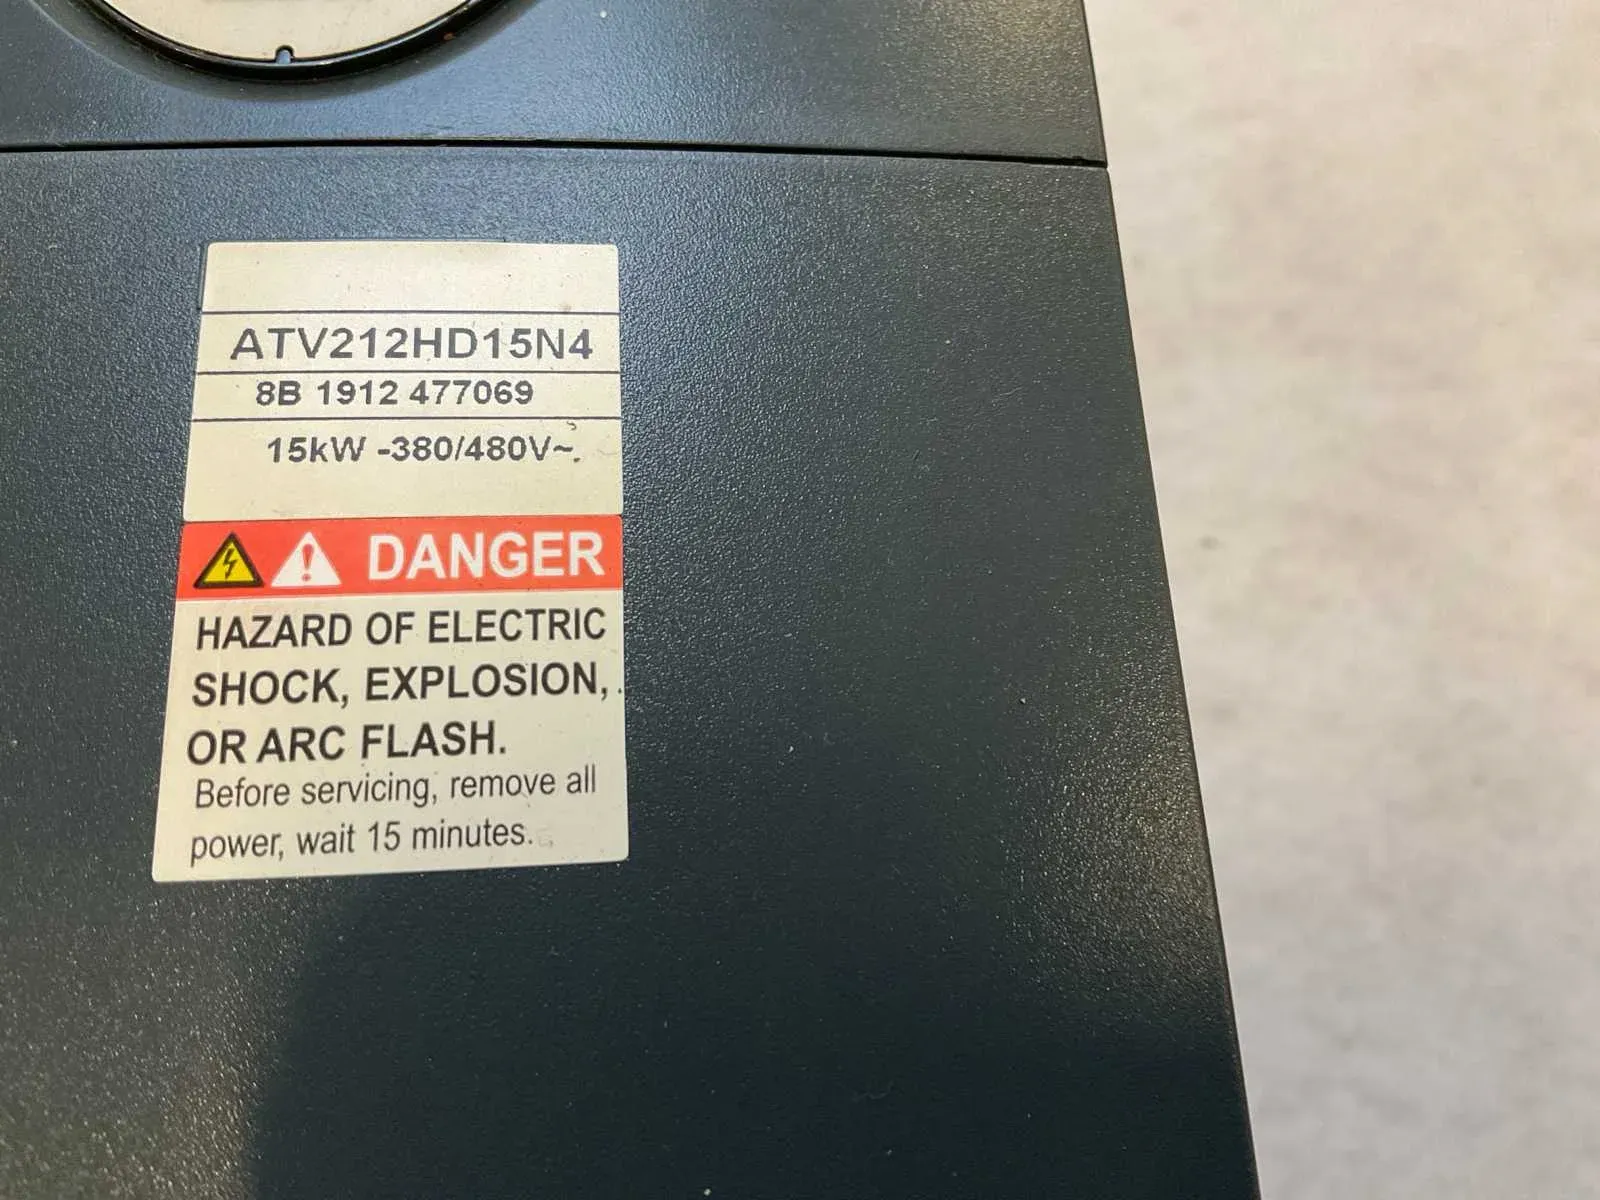 ATV212HD15N4
8B 1912 477069
15kW -380/480V~
DANGER
HAZARD OF ELECTRIC
SHOCK, EXPLOSION,
OR ARC FLASH.
Before servicing, remove all
power, wait 15 minutes.